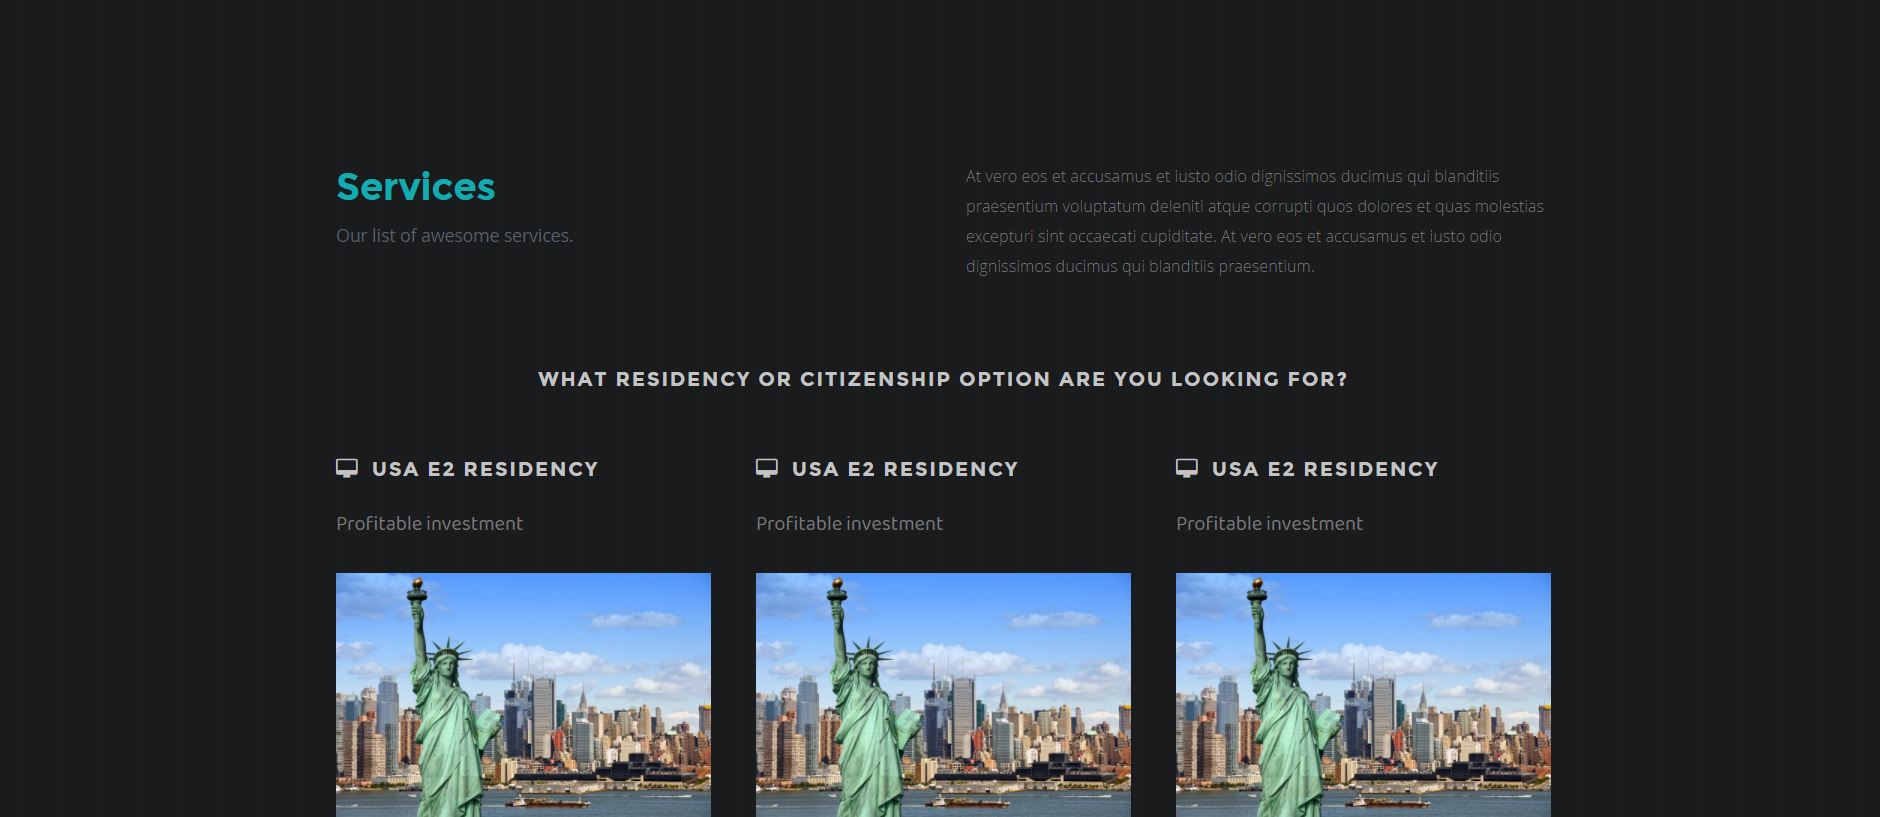 Services
Our list of awesome services.
At vero eos et accusamus et iusto odio dignissimos ducimus qui blanditiis
praesentium voluptatum deleniti atque corrupti quos dolores et quas molestias
excepturi sint occaecati cupiditate. At vero eos et accusamus et iusto odio
dignissimos ducimus qui blanditiis praesentium.
WHAT RESIDENCY OR CITIZENSHIP OPTION ARE YOU LOOKING FOR?
USA E2 RESIDENCY
Profitable investment
USA E2 RESIDENCY
Profitable investment
USA E2 RESIDENCY
Profitable investment